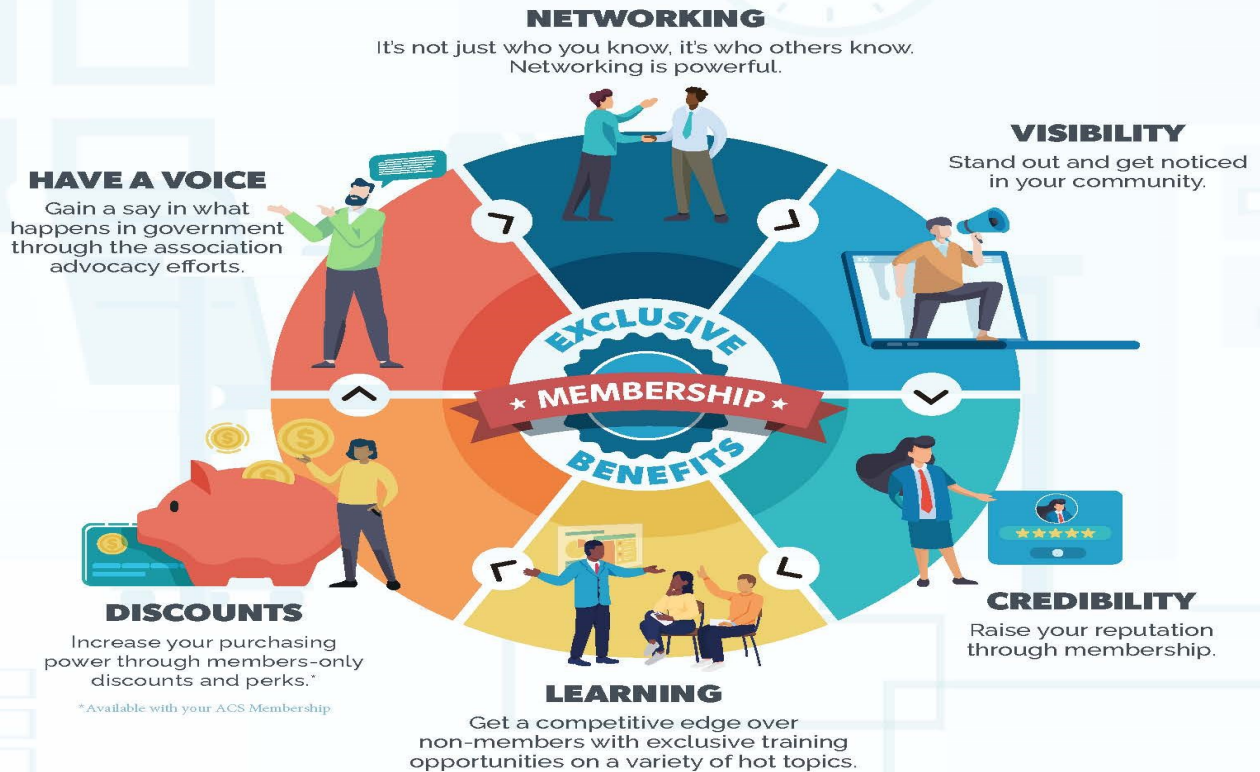 NETWORKING
It's not just who you know, it's who others know.
Networking is powerful.
VISIBILITY
Stand out and get noticed
in your community.
CREDIBILITY
Raise your reputation
through membership.
LEARNING
Get a competitive edge over
non-members with exclusive training
opportunities on a variety of hot topics.
DISCOUNTS
Increase your purchasing
power through members-only
discounts and perks.*
*Available with your ACS Membership
HAVE A VOICE
Gain a say in what
happens in government
through the association
advocacy efforts.
EXCLUSIVE
MEMBERSHIP
BENEFITS